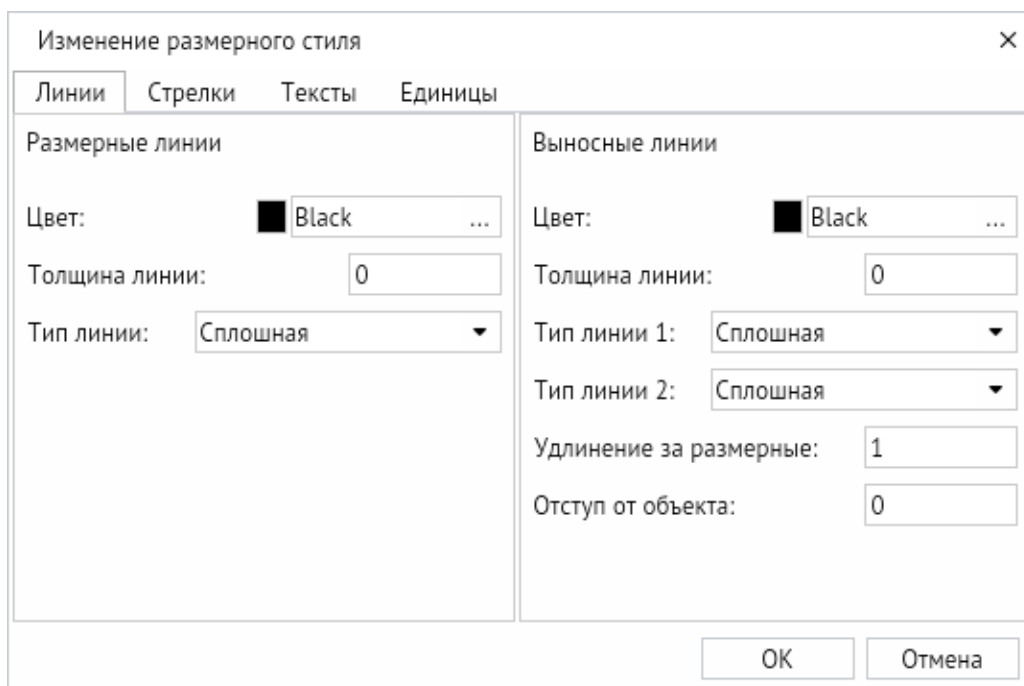 Изменение размерного стиля
Линии Стрелки Тексты Единицы
Размерные линии
Цвет: Black ...
Толщина линии: 0
Тип линии: Сплошная
Выносные линии
Цвет: Black ...
Толщина линии: 0
Тип линии 1: Сплошная
Тип линии 2: Сплошная
Удлинение за размерные: 1
Отступ от объекта: 0
OK Отмена